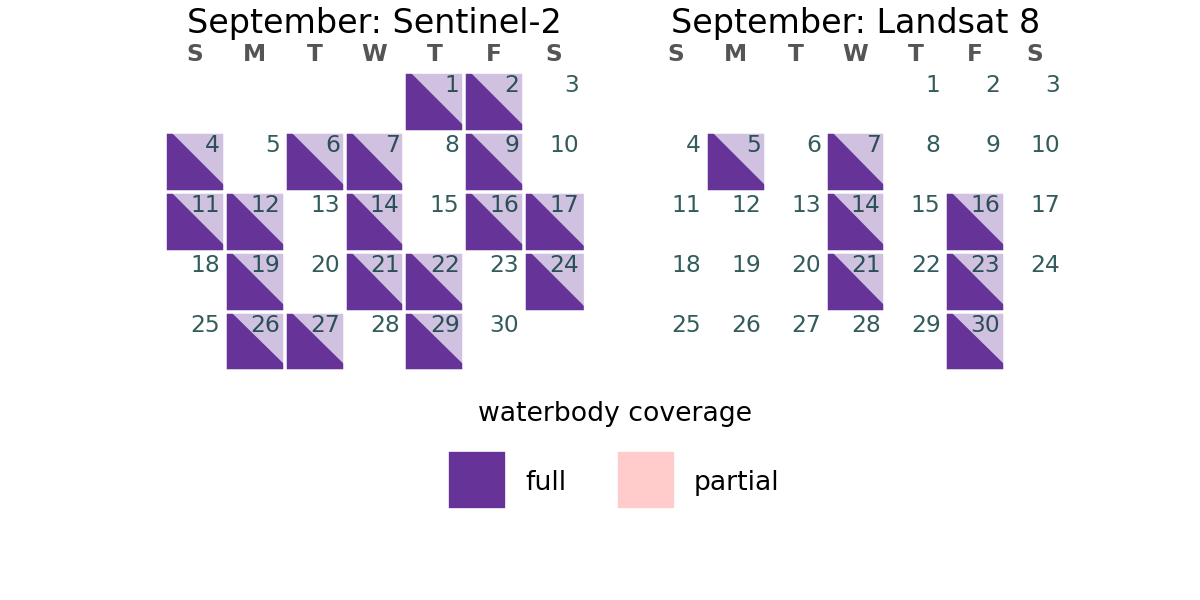 September: Sentinel-2
S M T W T F S
1 2 3
4 5 6 7 8 9 10
11 12 13 14 15 16 17
18 19 20 21 22 23 24
25 26 27 28 29 30
September: Landsat 8
S M T W T F S
1 2 3
4 5 6 7 8 9 10
11 12 13 14 15 16 17
18 19 20 21 22 23 24
25 26 27 28 29 30
waterbody coverage
full partial